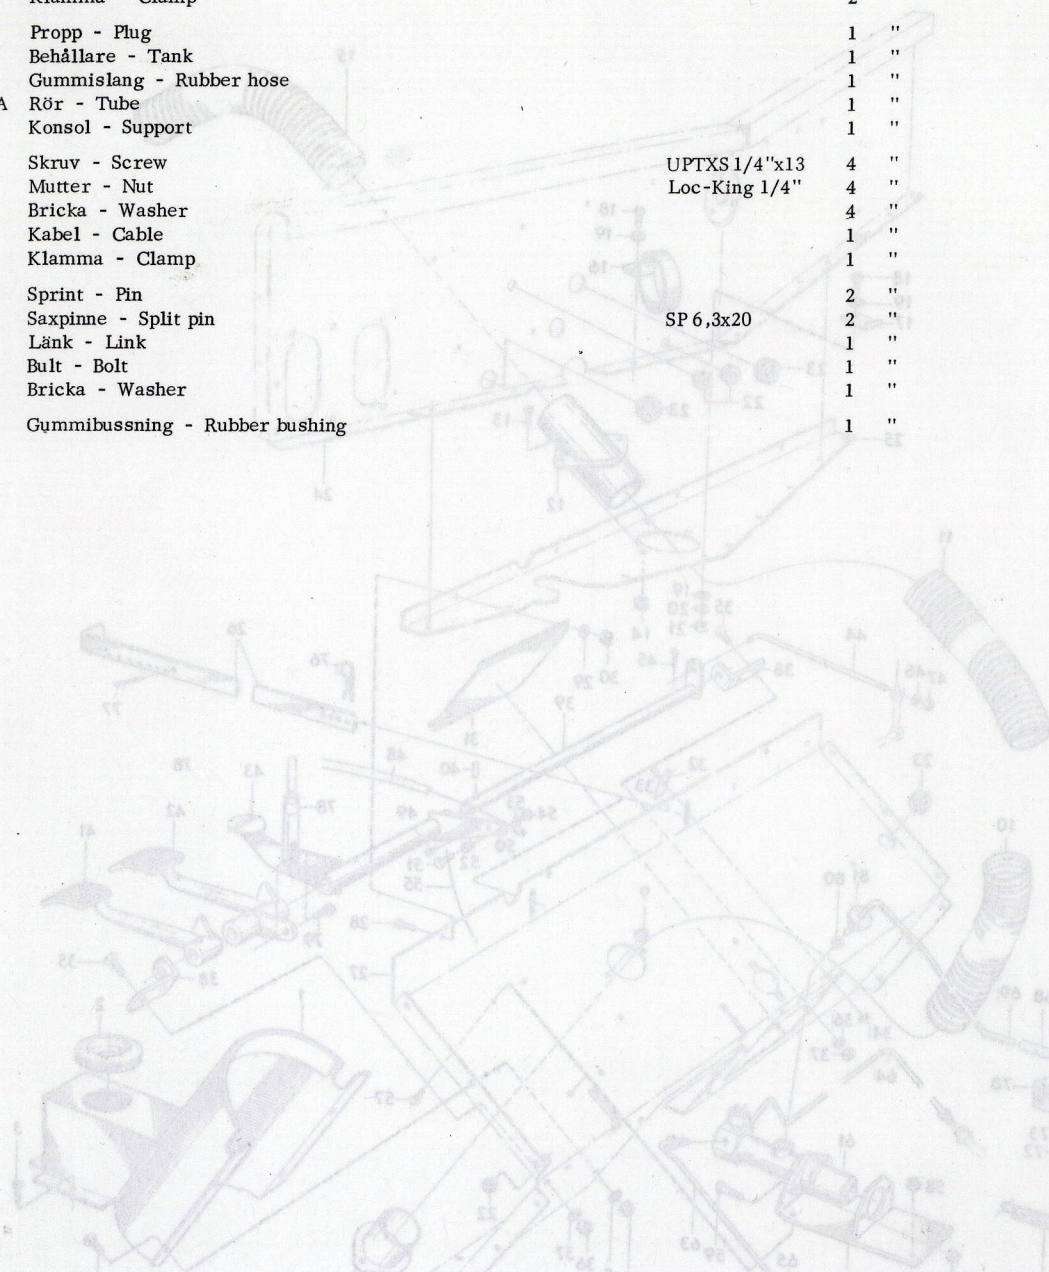 Klamma - Clamp 2
Propp - Plug 1 "
Behållare - Tank 1 "
Gummislang - Rubber hose 1 "
A Rör - Tube 1 "
Konsol - Support 1 "
Skruv - Screw UPTXS 1/4"x13 4 "
Mutter - Nut Loc-King 1/4" 4 "
Bricka - Washer 4 "
Kabel - Cable 1 "
Klamma - Clamp 1 "
Sprint - Pin 2 "
Saxpinne - Split pin SP 6,3x20 2 "
Länk - Link 1 "
Bult - Bolt 1 "
Bricka - Washer 1 "
Gummibussning - Rubber bushing 1 "